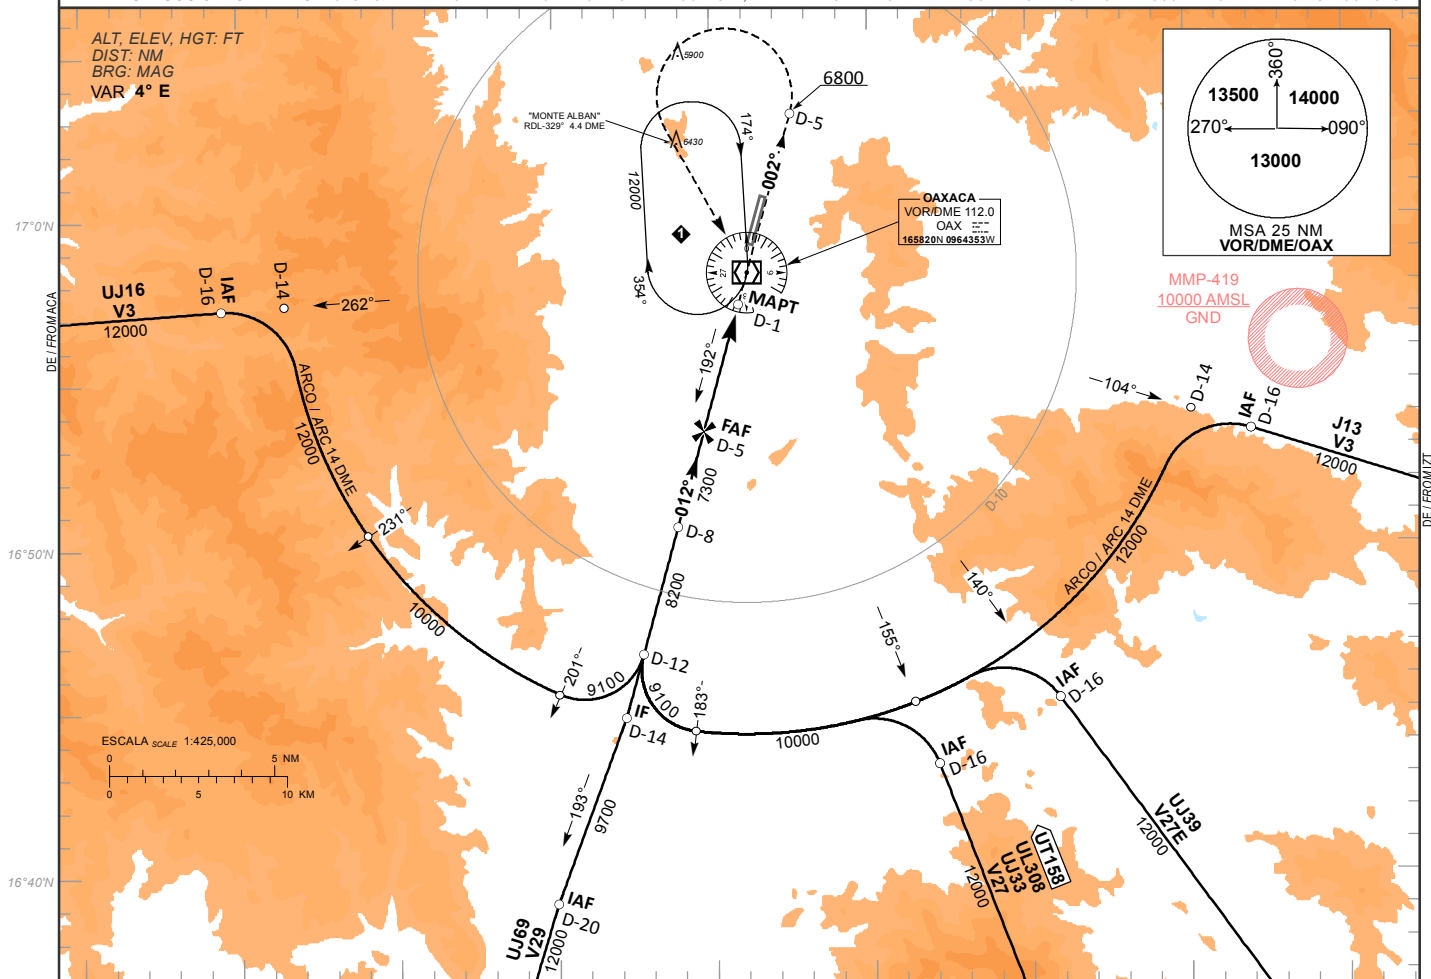 ALT, ELEV, HGT: FT
DIST: NM
BRG: MAG
VAR 4° E
5900
6800
D-5
"MONTE ALBAN"
RDL-329° 4.4 DME
6430
174°
002°
12000
1
354°
OAXACA
VOR/DME 112.0
OAX
165820N 0964353W
27
9
MAPT
D-1
360°
13500
14000
270°
090°
13000
MSA 25 NM
VOR/DME/OAX
MMP-419
10000 AMSL
GND
17°0'N
16°50'N
16°40'N
DE / FROM ACA
UJ16
V3
12000
D-16
IAF
D-14
262°
ARCO / ARC 14 DME
12000
231°
10000
201°
9100
192°
FAF
D-5
012°
7300
D-8
8200
D-12
9100
IF
D-14
183°
193°
9700
IAF
D-20
UJ69
V29
12000
D-10
104°
D-14
IAF
D-16
J13
V3
12000
DE / FROM IZT
ARCO / ARC 14 DME
12000
140°
155°
10000
IAF
D-16
IAF
D-16
UJ39
V27E
12000
UT158
UL308
UJ33
V27
12000
ESCALA SCALE 1:425,000
0 5 NM
0 5 10 KM